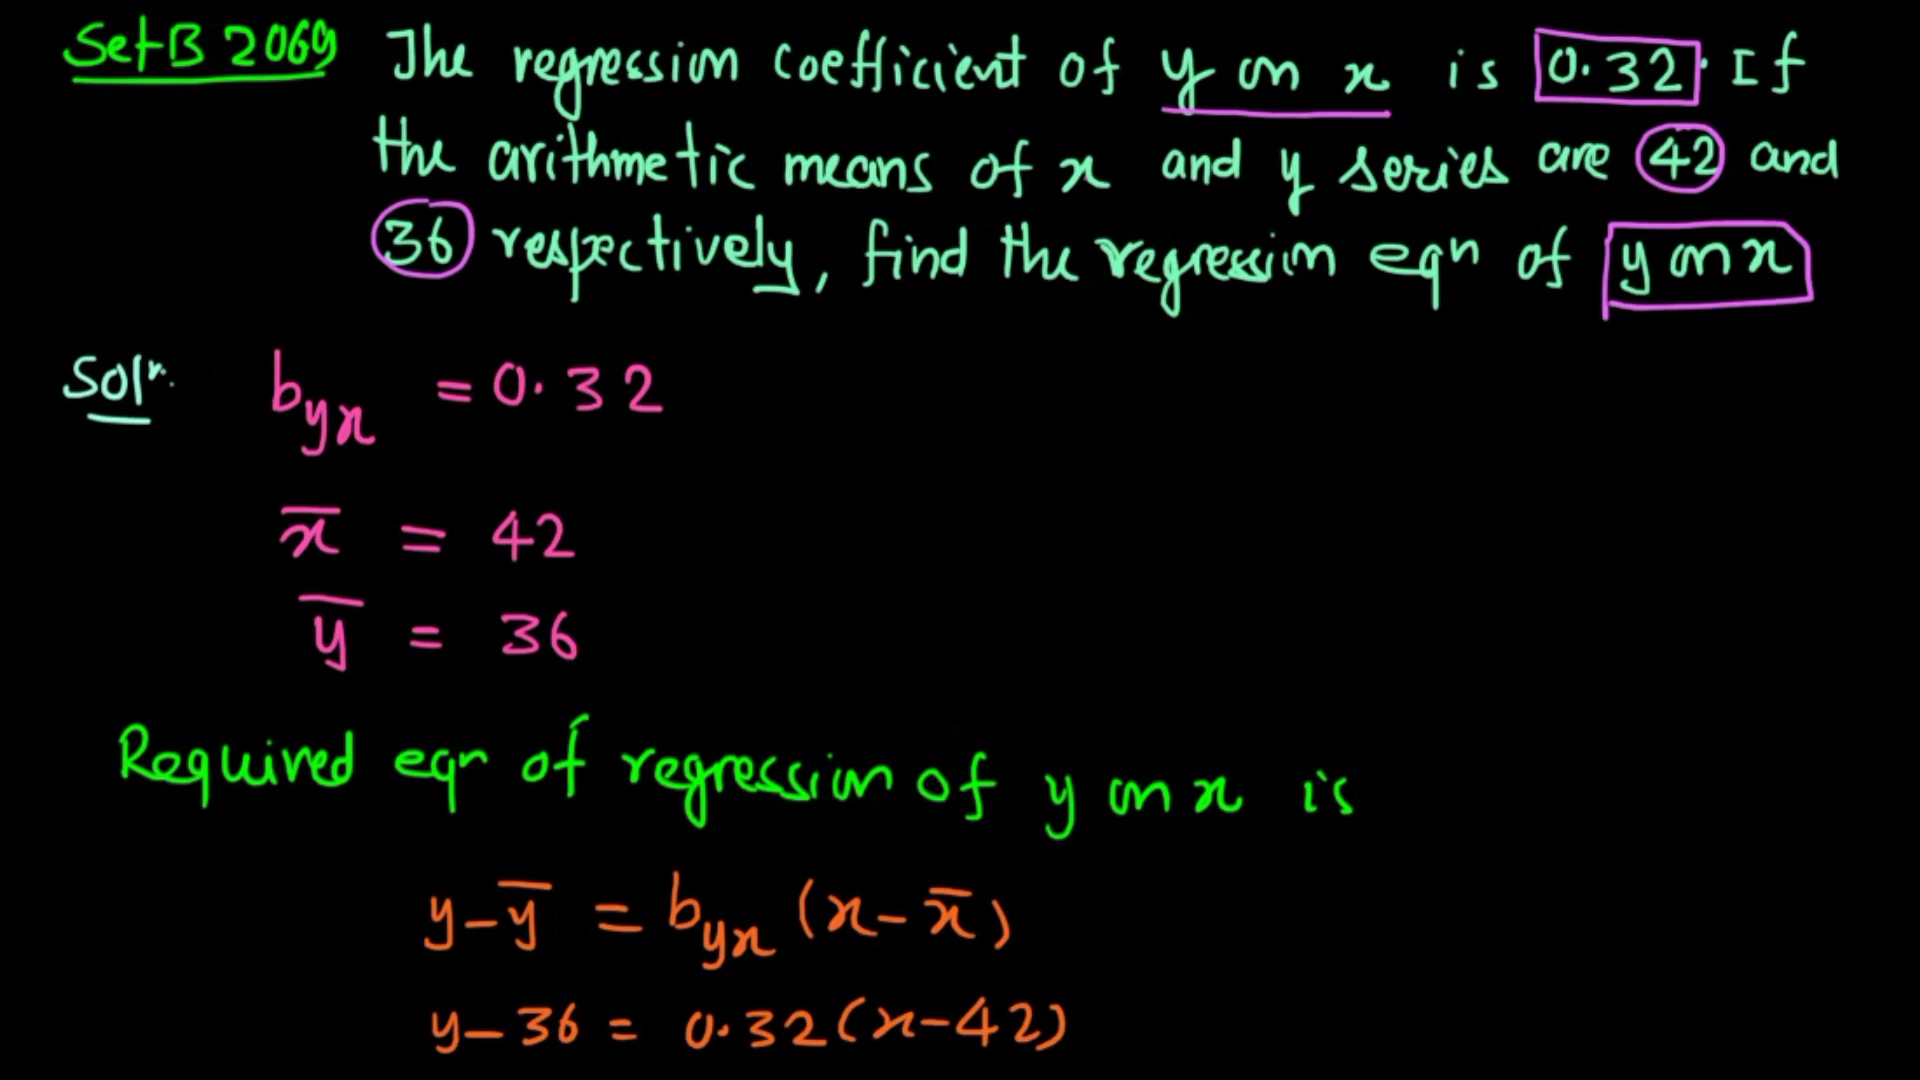 Set B 2069 The regression coefficient of y on x is 0.32. If
the arithmetic means of x and y series are 42 and
36 respectively, find the regression eqn of y on x
Solⁿ. b_yx = 0.32
x̅ = 42
y̅ = 36
Required eqn of regression of y on x is
y - y̅ = b_yx (x - x̅)
y - 36 = 0.32 (x - 42)